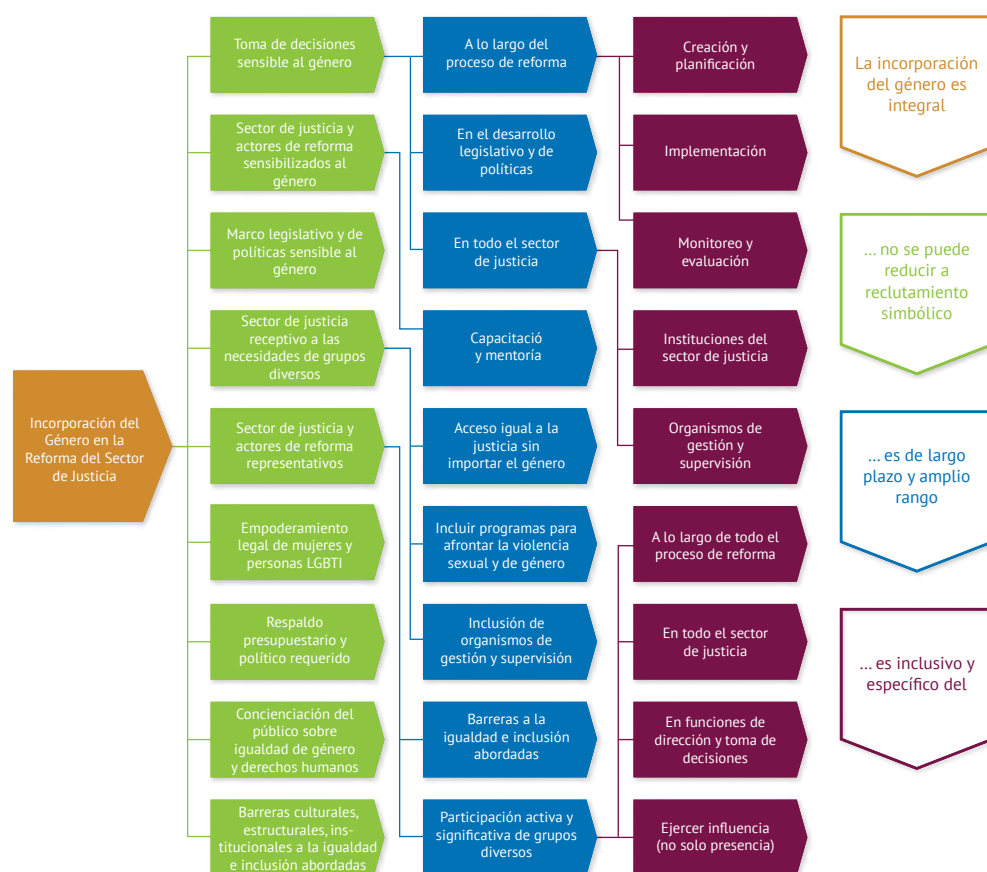 Incorporación del
Género en la
Reforma del Sector
de Justicia
Toma de decisiones
sensible al género
Sector de justicia y
actores de reforma
sensibilizados al
género
Marco legislativo y de
políticas sensible al
género
Sector de justicia
receptivo a las
necesidades de grupos
diversos
Sector de justicia y
actores de reforma
representativos
Empoderamiento
legal de mujeres y
personas LGBTI
Respaldo
presupuestario y
político requerido
Concienciación del
público sobre
igualdad de género
y derechos humanos
Barreras culturales,
estructurales, ins-
titucionales a la igualdad
e inclusión abordadas
A lo largo del
proceso de reforma
En el desarrollo
legislativo y de
políticas
En todo el sector
de justicia
Capacitació
y mentoría
Acceso igual a la
justicia sin
importar el género
Incluir programas para
afrontar la violencia
sexual y de género
Inclusión de
organismos de
gestión y supervisión
Barreras a la
igualdad e inclusión
abordadas
Participación activa y
significativa de grupos
diversos
Creación y
planificación
Implementación
Monitoreo y
evaluación
Instituciones del
sector de justicia
Organismos de
gestión y
supervisión
A lo largo de todo el
proceso de reforma
En todo el sector
de justicia
En funciones de
dirección y toma de
decisiones
Ejercer influencia
(no solo presencia)
La incorporación
del género es
integral
... no se puede
reducir a
reclutamiento
simbólico
... es de largo
plazo y amplio
rango
... es inclusivo y
específico del